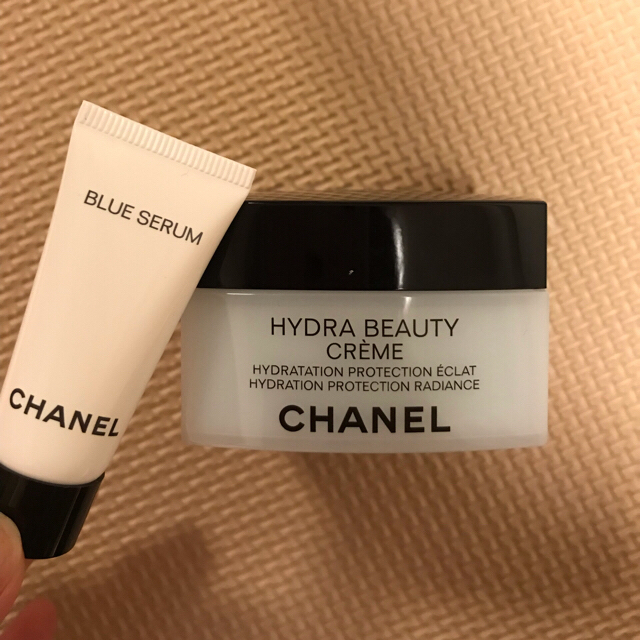 BLUE SERUM
CHANEL
HYDRA BEAUTY
CRÈME
HYDRATATION PROTECTION ÉCLAT
HYDRATION PROTECTION RADIANCE
CHANEL